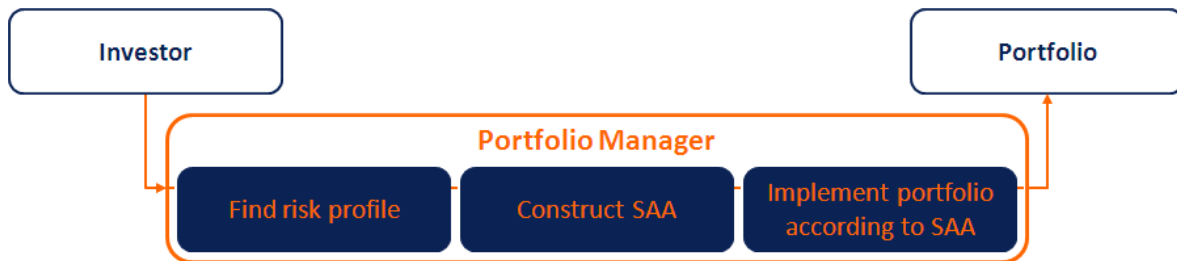 Investor
Portfolio
Portfolio Manager
Find risk profile
Construct SAA
Implement portfolio
according to SAA